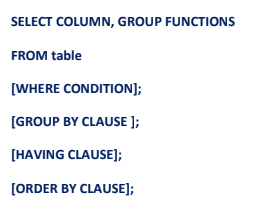 SELECT COLUMN, GROUP FUNCTIONS
FROM table
[WHERE CONDITION];
[GROUP BY CLAUSE ];
[HAVING CLAUSE];
[ORDER BY CLAUSE];